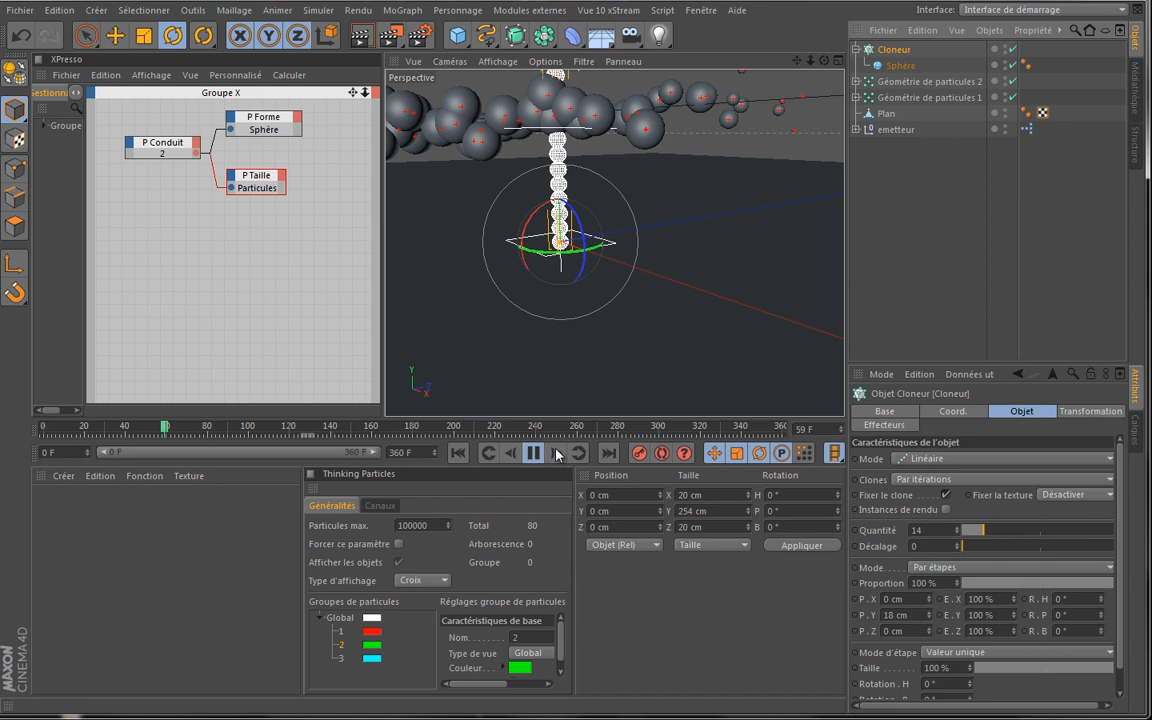 Fichier Edition Créer Sélectionner Outils Maillage Animer Simuler Rendu MoGraph Personnage Modules externes Vue 10 xStream Script Fenêtre Aide Interface: Interface de démarrage
XPresso
Fichier Edition Affichage Vue Personnalisé Calculer
Groupe X
Groupe
P Conduit
2
P Forme
Sphère
P Taille
Particules
Vue Caméras Affichage Options Filtre Panneau
Perspective
Y
Z
X
Fichier Edition Vue Objets Propriété
Cloneur
Sphère
Géométrie de particules 2
Géométrie de particules 1
Plan
emetteur
Objets
Médiathèque
Structure
0 20 40 60 80 100 120 140 160 180 200 220 240 260 280 300 320 340 36 59 F
0 F 0 F 360 F 360 F
Créer Edition Fonction Texture
Thinking Particles
Généralités Canaux
Particules max. 100000 Total 80
Forcer ce paramètre Arborescence 0
Afficher les objets Groupe 0
Type d'affichage Croix
Groupes de particules Réglages groupe de particules
Global
1
2
3
Caractéristiques de base
Nom. 2
Type de vue Global
Couleur.
Position Taille Rotation
X 0 cm X 20 cm H 0 °
Y 0 cm Y 254 cm P 0 °
Z 0 cm Z 20 cm B 0 °
Objet (Rel) Taille Appliquer
Mode Edition Données ut
Objet Cloneur [Cloneur]
Base Coord. Objet Transformation
Effecteurs
Caractéristiques de l'objet
Mode Linéaire
Clones Par itérations
Fixer le clone Fixer la texture Désactiver
Instances de rendu
Quantité 14
Décalage 0
Mode Par étapes
Proportion 100 %
P . X 0 cm E . X 100 % R . H 0 °
P . Y 18 cm E . Y 100 % R . P 0 °
P . Z 0 cm E . Z 100 % R . B 0 °
Mode d'étape Valeur unique
Taille 100 %
Rotation . H 0 °
Attributs
Calques
MAXON
CINEMA 4D